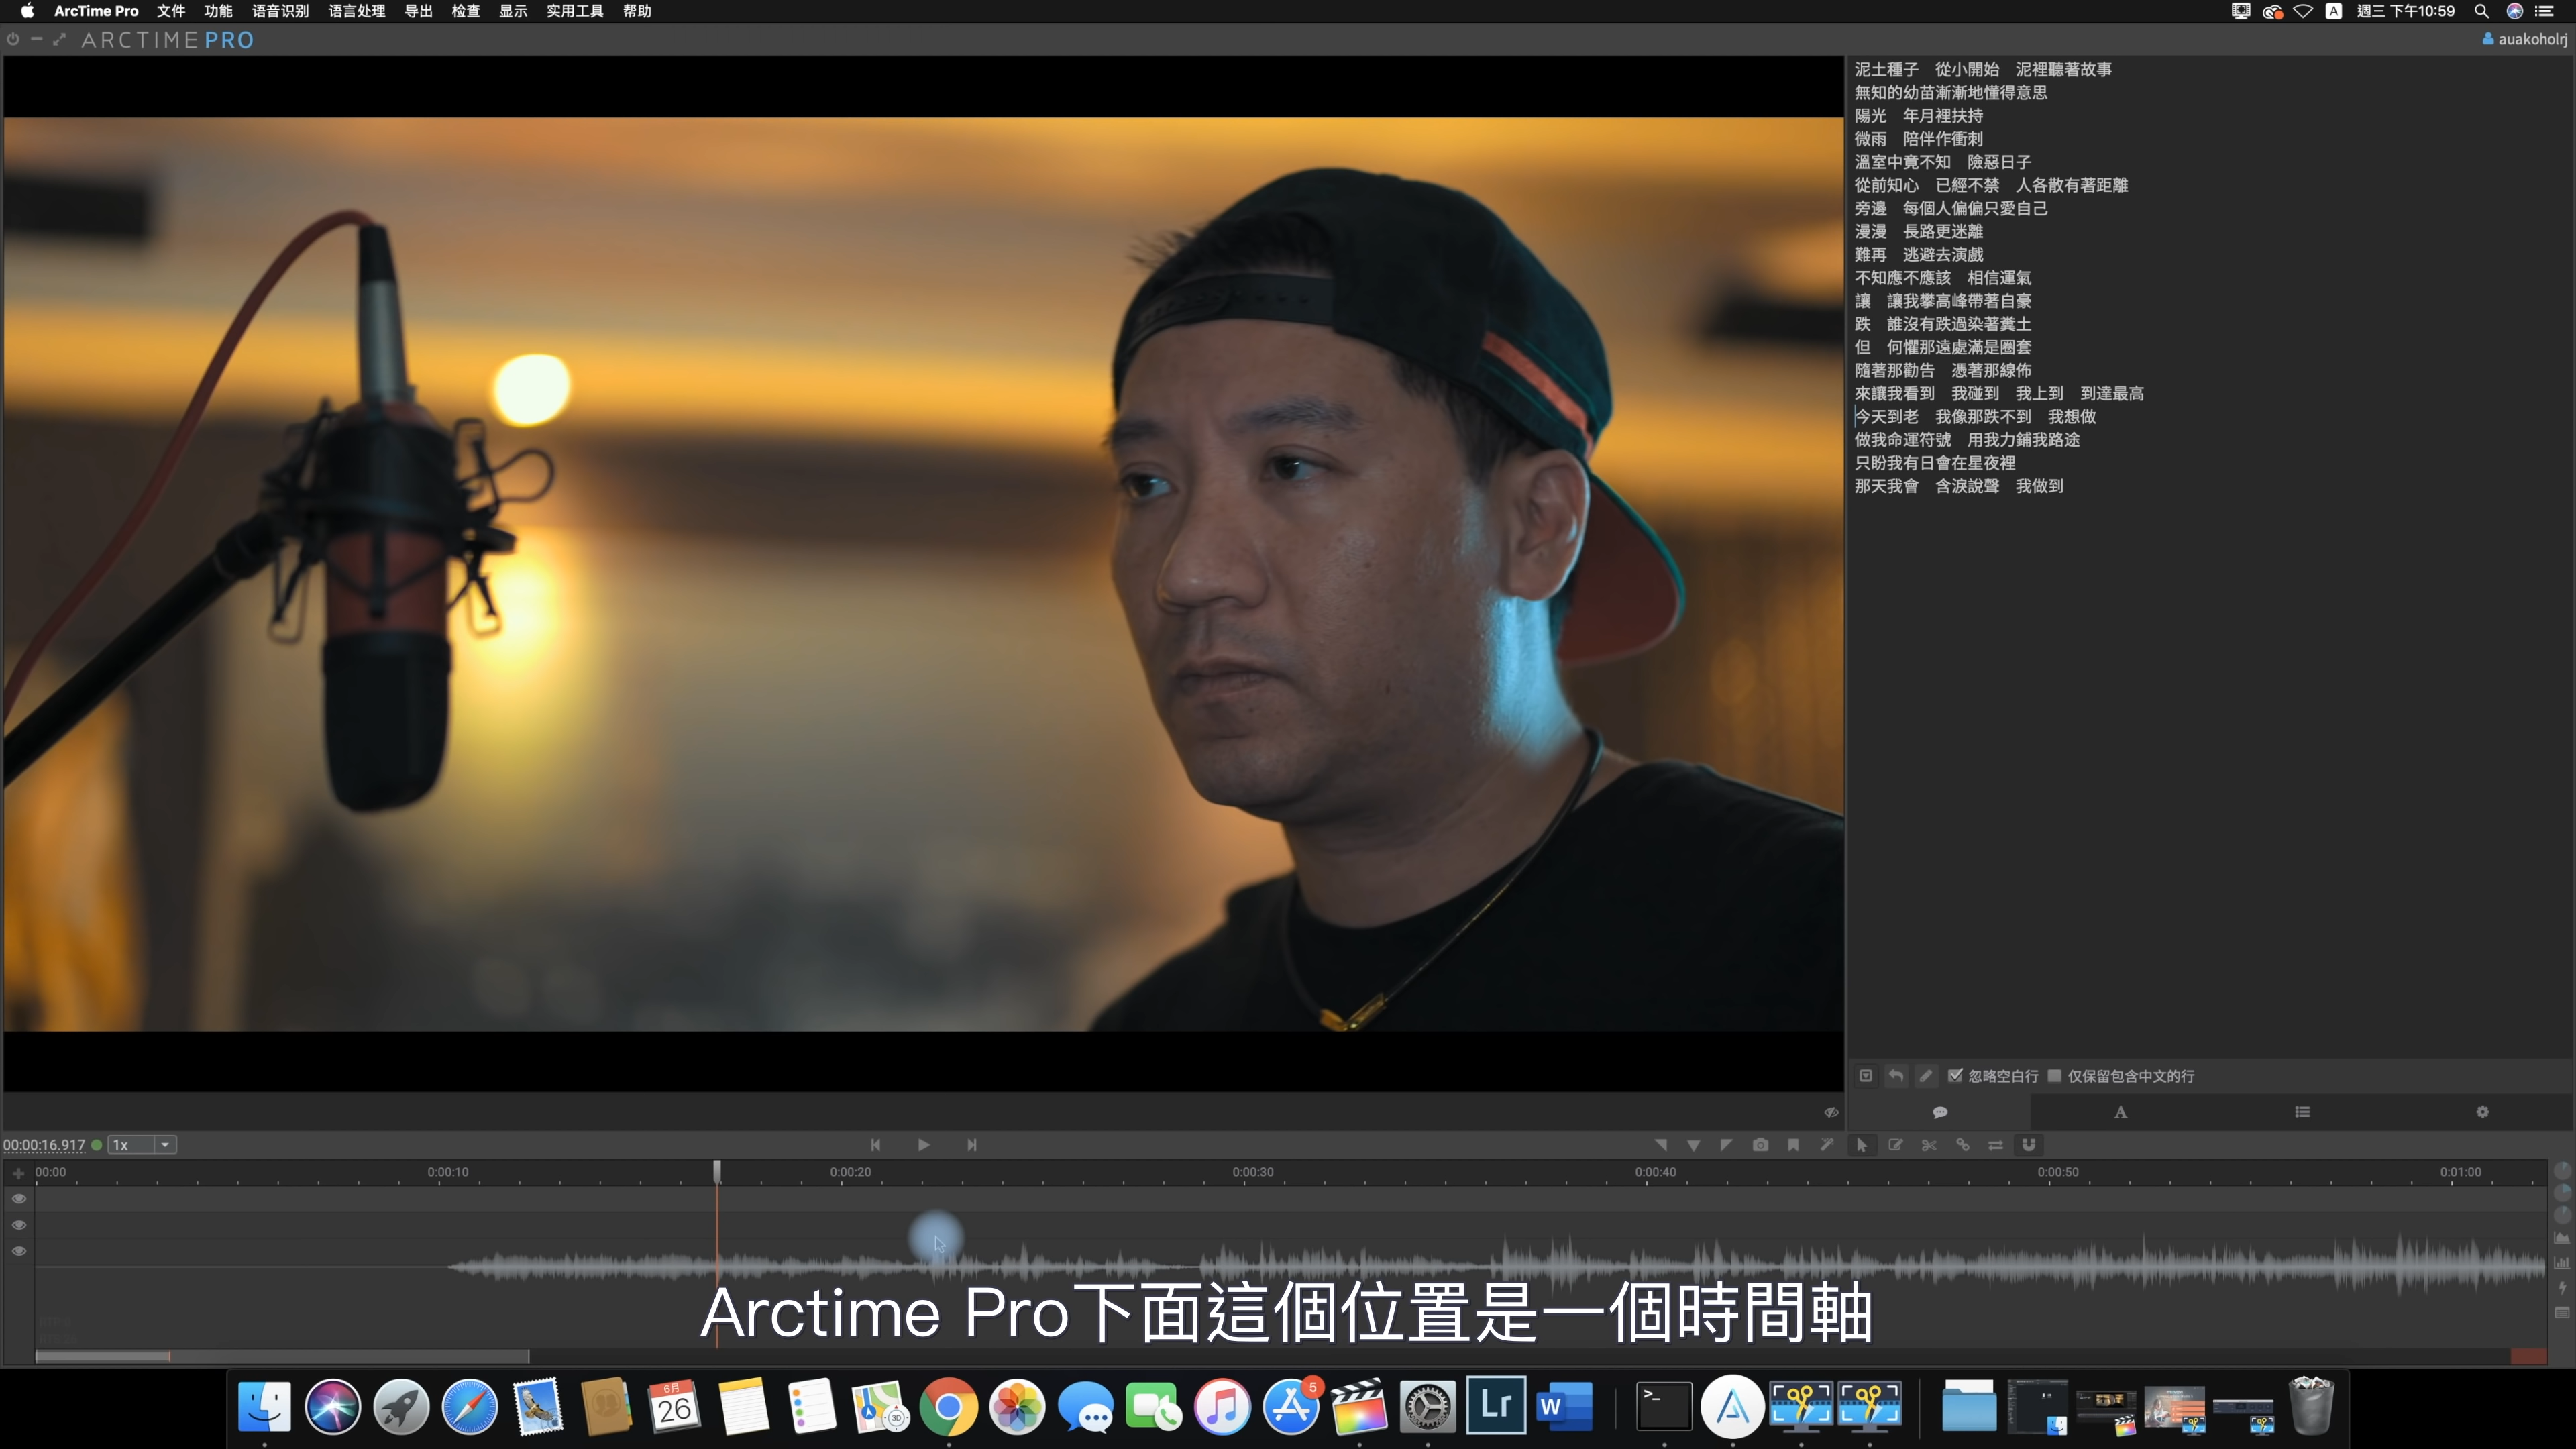 ArcTime Pro 文件 功能 语音识别 语言处理 导出 检查 显示 实用工具 帮助
A 週三 下午10:59
ARCTIMEPRO
auakoholrj
泥土種子 從小開始 泥裡聽著故事
無知的幼苗漸漸地懂得意思
陽光 年月裡扶持
微雨 陪伴作衝刺
溫室中竟不知 險惡日子
從前知心 已經不禁 人各散有著距離
旁邊 每個人偏偏只愛自己
漫漫 長路更迷離
難再 逃避去演戲
不知應不應該 相信運氣
讓 讓我攀高峰帶著自豪
跌 誰沒有跌過染著糞土
但 何懼那遠處滿是圈套
隨著那勸告 憑著那線佈
來讓我看到 我碰到 我上到 到達最高
今天到老 我像那跌不到 我想做
做我命運符號 用我力鋪我路途
只盼我有日會在星夜裡
那天我會 含淚說聲 我做到
忽略空白行 仅保留包含中文的行
A
00:00:16.917 1x
00:00 0:00:10 0:00:20 0:00:30 0:00:40 0:00:50 0:01:00
Arctime Pro下面這個位置是一個時間軸
6月
26
3D
5
Lr
W
>_